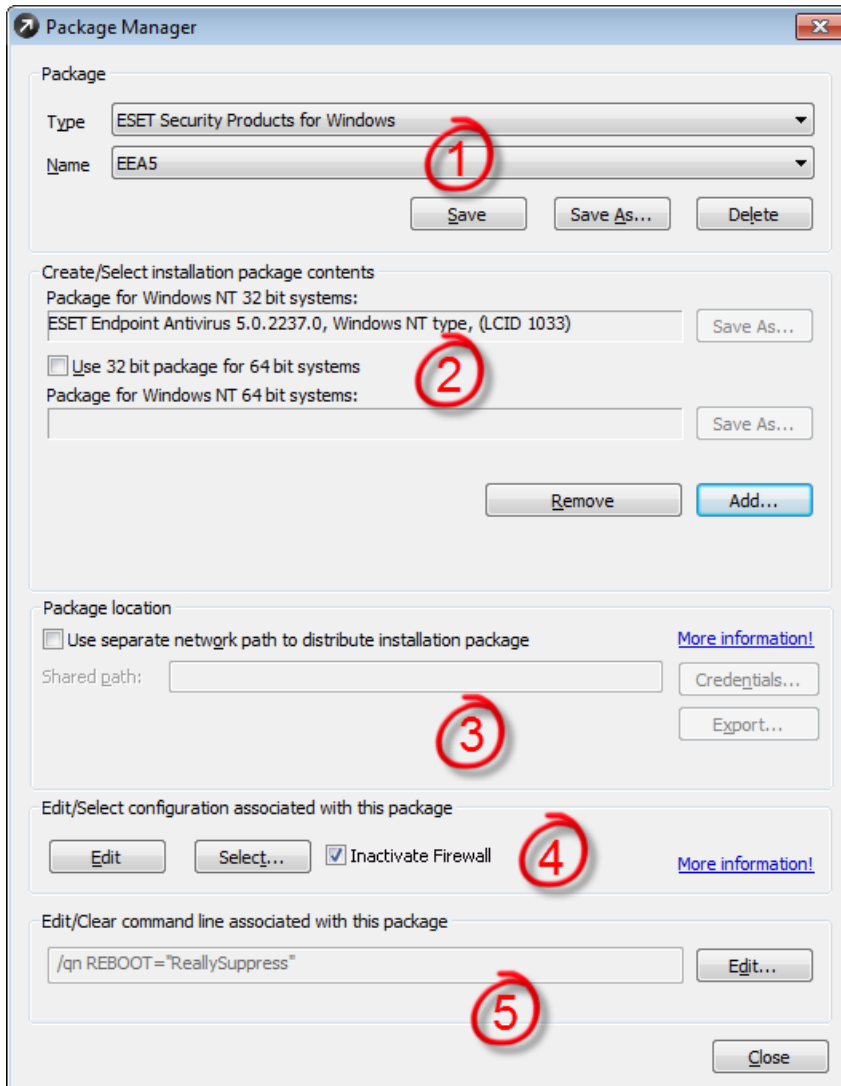 Package Manager
Package
Type ESET Security Products for Windows
1
Name EEA5
Save Save As... Delete
Create/Select installation package contents
Package for Windows NT 32 bit systems:
ESET Endpoint Antivirus 5.0.2237.0, Windows NT type, (LCID 1033) Save As...
Use 32 bit package for 64 bit systems
2
Package for Windows NT 64 bit systems:
Save As...
Remove Add...
Package location
Use separate network path to distribute installation package More information!
Shared path: Credentials...
3
Export...
Edit/Select configuration associated with this package
Edit Select... Inactivate Firewall
4
More information!
Edit/Clear command line associated with this package
/qn REBOOT="ReallySuppress" Edit...
5
Close